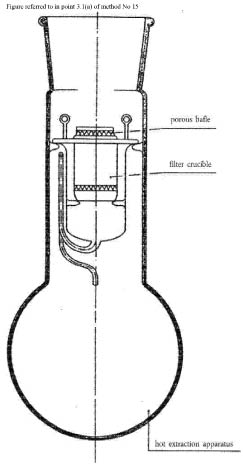 Figure referred to in point 3.1(a) of method No 15
porous bafle
filter crucible
hot extraction apparatus